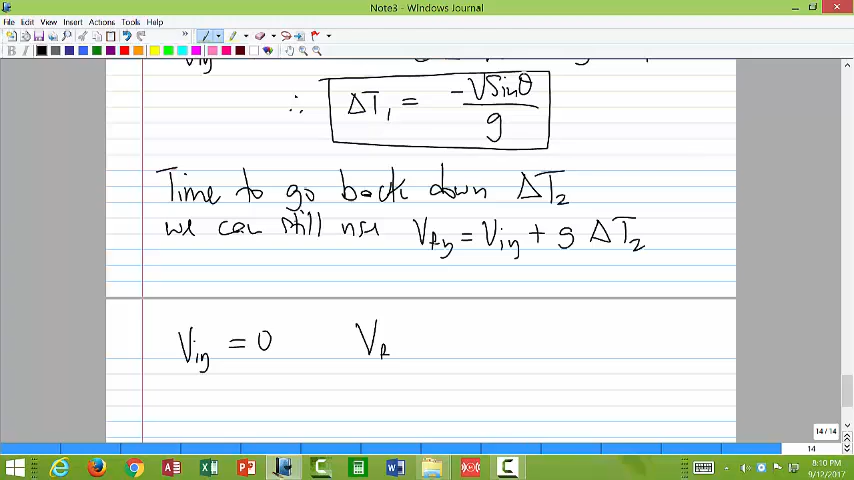 Note3 - Windows Journal
File Edit View Insert Actions Tools Help
B I
∴ ΔT₁ = -VSinθ / g
Time to go back down ΔT₂
we can still use V_fy = V_iy + g ΔT₂
V_iy = 0 V_f
14 / 14
14
8:10 PM
9/12/2017